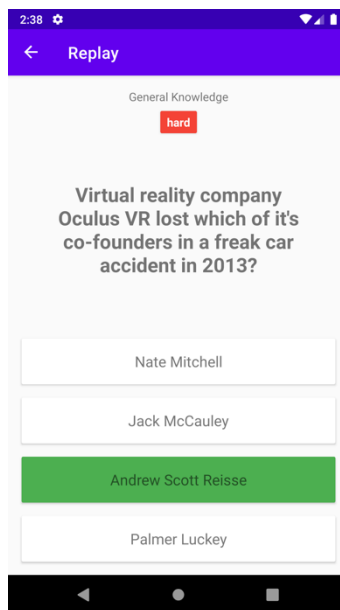 2:38
Replay
General Knowledge
hard
Virtual reality company
Oculus VR lost which of it's
co-founders in a freak car
accident in 2013?
Nate Mitchell
Jack McCauley
Andrew Scott Reisse
Palmer Luckey